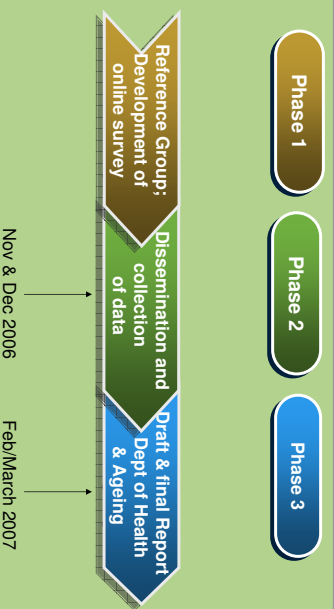 Phase 1
Phase 2
Phase 3
Reference Group;
Development of
online survey
Dissemination and
collection
of data
Draft & final Report
Dept of Health
& Ageing
Nov & Dec 2006
Feb/March 2007